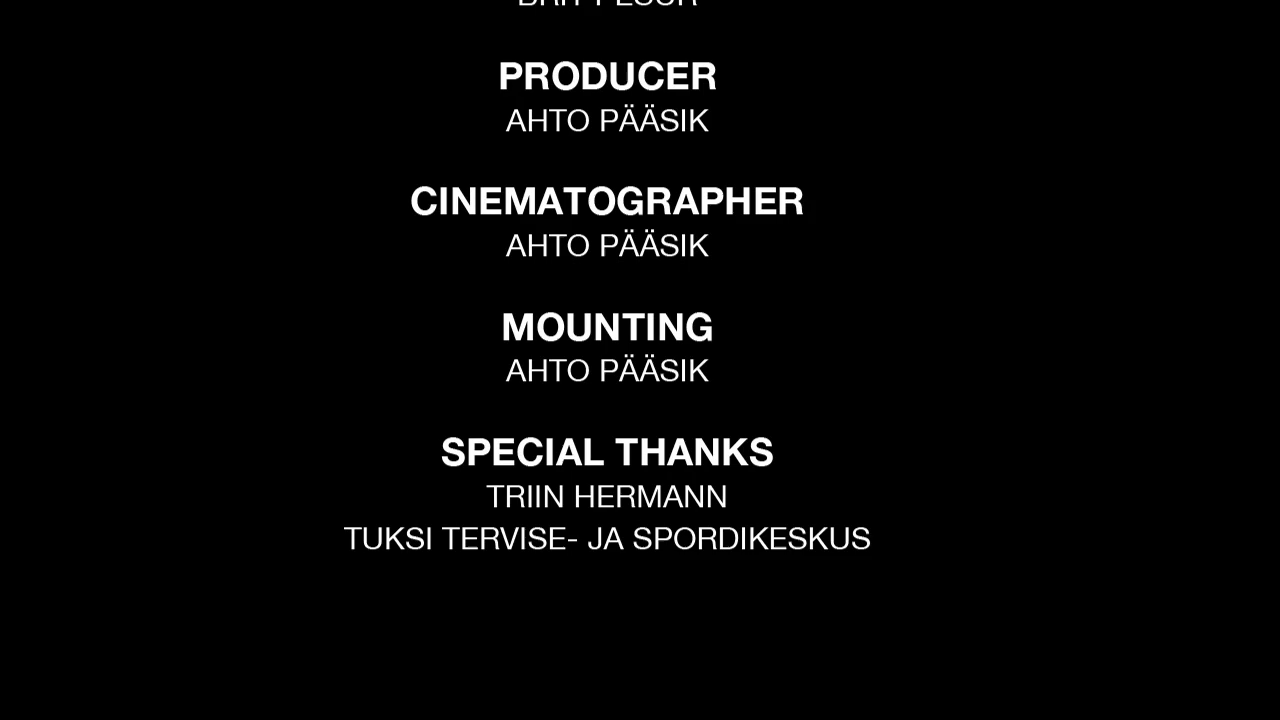 PRODUCER
AHTO PÄÄSIK
CINEMATOGRAPHER
AHTO PÄÄSIK
MOUNTING
AHTO PÄÄSIK
SPECIAL THANKS
TRIIN HERMANN
TUKSI TERVISE- JA SPORDIKESKUS